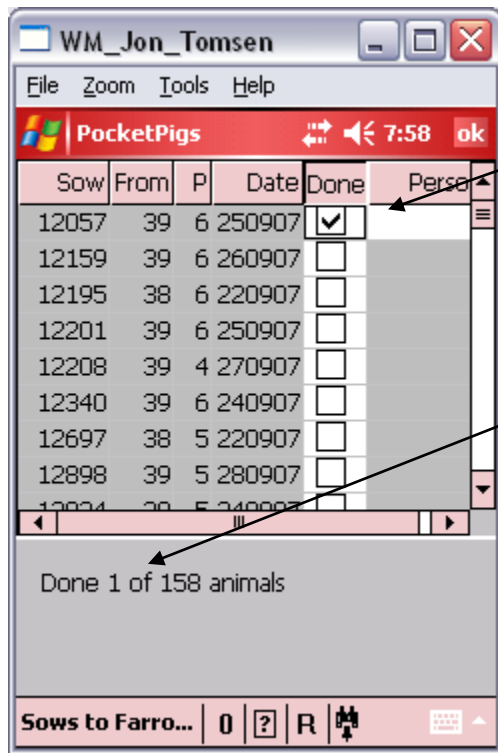 WM_Jon_Tomsen
File Zoom Tools Help
PocketPigs 7:58 ok
Sow From P Date Done Perso
12057 39 6 250907
12159 39 6 260907
12195 38 6 220907
12201 39 6 250907
12208 39 4 270907
12340 39 6 240907
12697 38 5 220907
12898 39 5 280907
Done 1 of 158 animals
Sows to Farro... 0 ? R